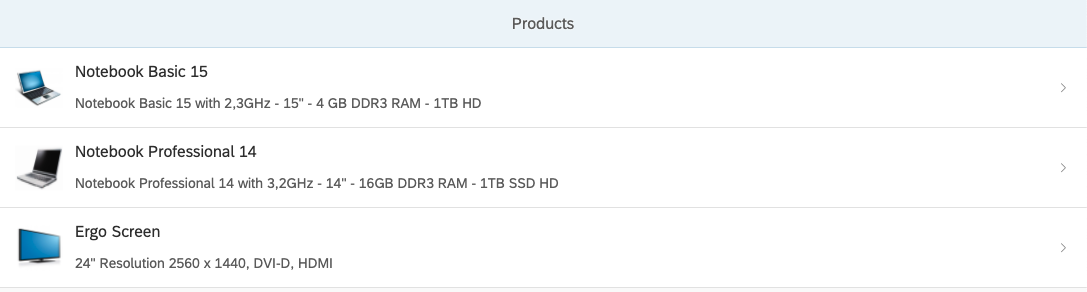 Products
Notebook Basic 15
Notebook Basic 15 with 2,3GHz - 15" - 4 GB DDR3 RAM - 1TB HD
Notebook Professional 14
Notebook Professional 14 with 3,2GHz - 14" - 16GB DDR3 RAM - 1TB SSD HD
Ergo Screen
24" Resolution 2560 x 1440, DVI-D, HDMI